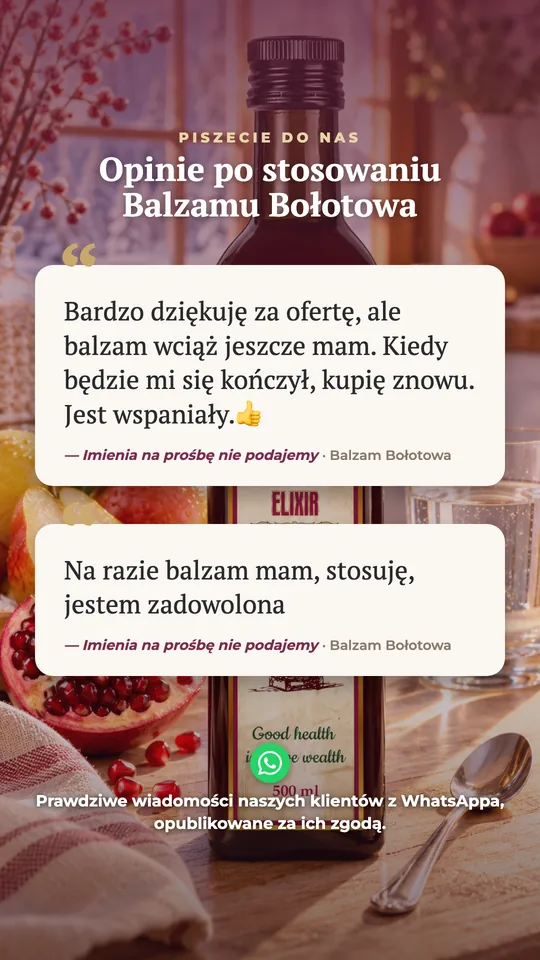 PISZECIE DO NAS
Opinie po stosowaniu
Balzamu Bołotowa
“
Bardzo dziękuję za ofertę, ale
balzam wciąż jeszcze mam. Kiedy
będzie mi się kończył, kupię znowu.
Jest wspaniały.👍
— Imienia na prośbę nie podajemy · Balzam Bołotowa
ELIXIR
Na razie balzam mam, stosuję,
jestem zadowolona
— Imienia na prośbę nie podajemy · Balzam Bołotowa
Good health
wealth
500 ml
Prawdziwe wiadomości naszych klientów z WhatsAppa,
opublikowane za ich zgodą.